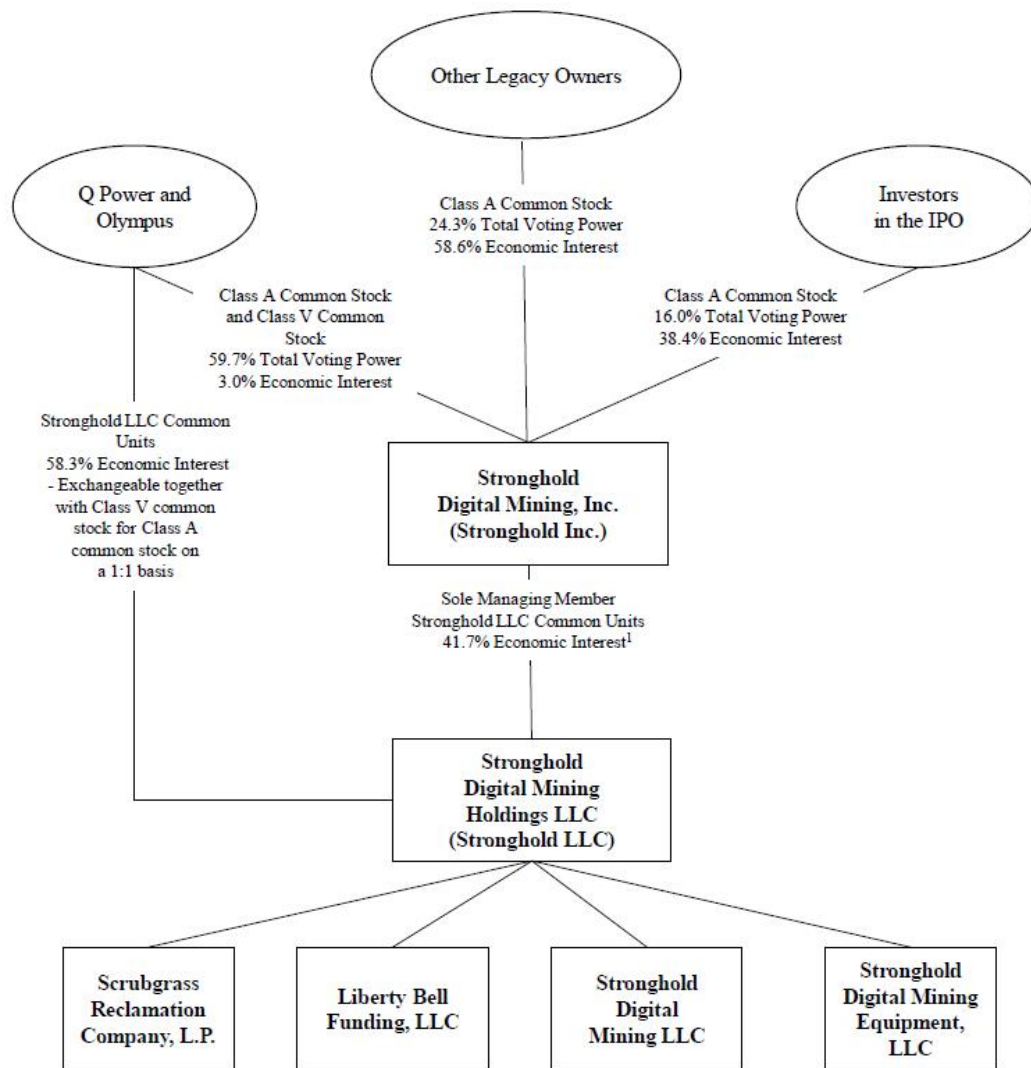 Other Legacy Owners
Q Power and
Olympus
Investors
in the IPO
Class A Common Stock
24.3% Total Voting Power
58.6% Economic Interest
Class A Common Stock
and Class V Common
Stock
59.7% Total Voting Power
3.0% Economic Interest
Class A Common Stock
16.0% Total Voting Power
38.4% Economic Interest
Stronghold LLC Common
Units
58.3% Economic Interest
- Exchangeable together
with Class V common
stock for Class A
common stock on
a 1:1 basis
Stronghold
Digital Mining, Inc.
(Stronghold Inc.)
Sole Managing Member
Stronghold LLC Common Units
41.7% Economic Interest¹
Stronghold
Digital Mining
Holdings LLC
(Stronghold LLC)
Scrubgrass
Reclamation
Company, L.P.
Liberty Bell
Funding, LLC
Stronghold
Digital
Mining LLC
Stronghold
Digital Mining
Equipment,
LLC